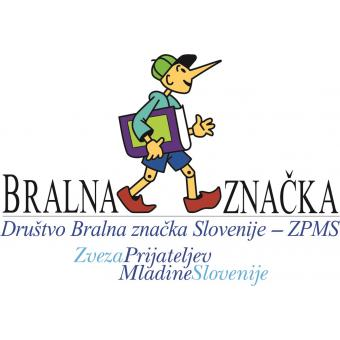 BRALNA ZNAČKA
Društvo Bralna značka Slovenije – ZPMS
ZvezaPrijateljev
MladineSlovenije